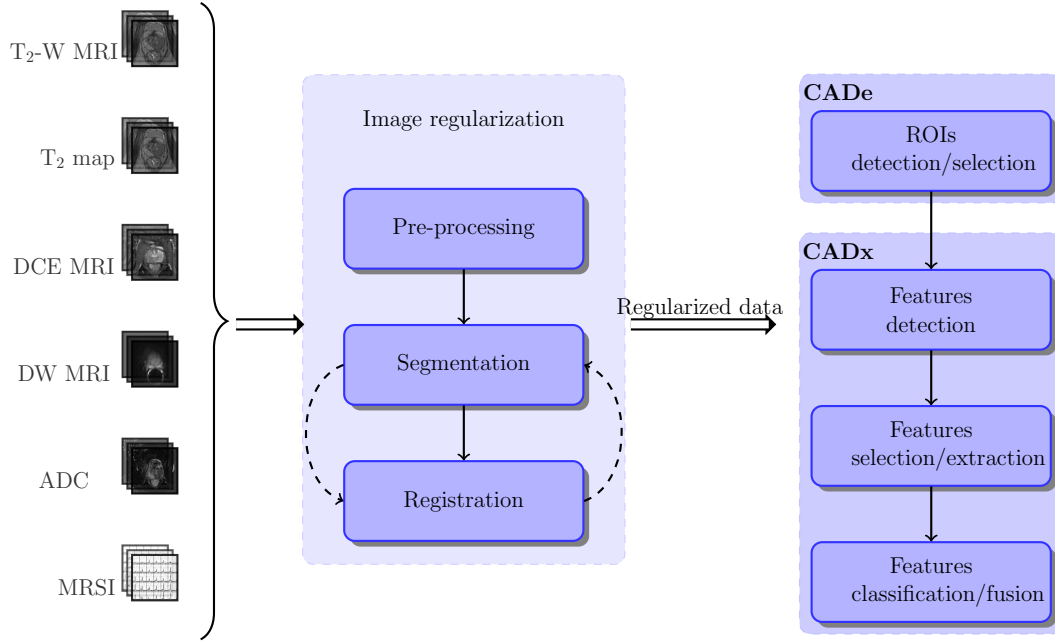 T₂-W MRI
T₂ map
DCE MRI
DW MRI
ADC
MRSI
Image regularization
Pre-processing
Segmentation
Registration
Regularized data
CADe
ROIs
detection/selection
CADx
Features
detection
Features
selection/extraction
Features
classification/fusion